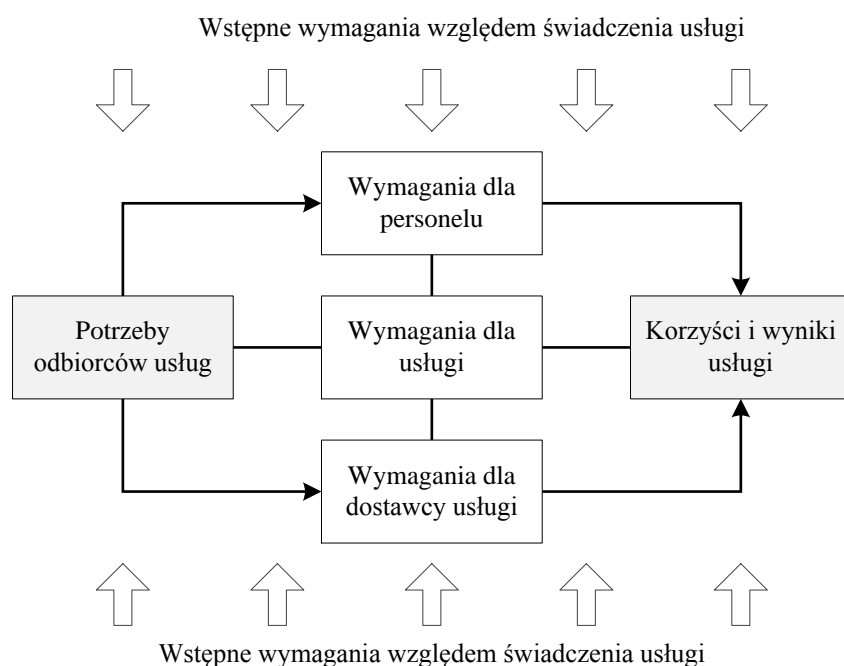 Wstępne wymagania względem świadczenia usługi
Wymagania dla
personelu
Potrzeby
odbiorców usług
Wymagania dla
usługi
Korzyści i wyniki
usługi
Wymagania dla
dostawcy usługi
Wstępne wymagania względem świadczenia usługi